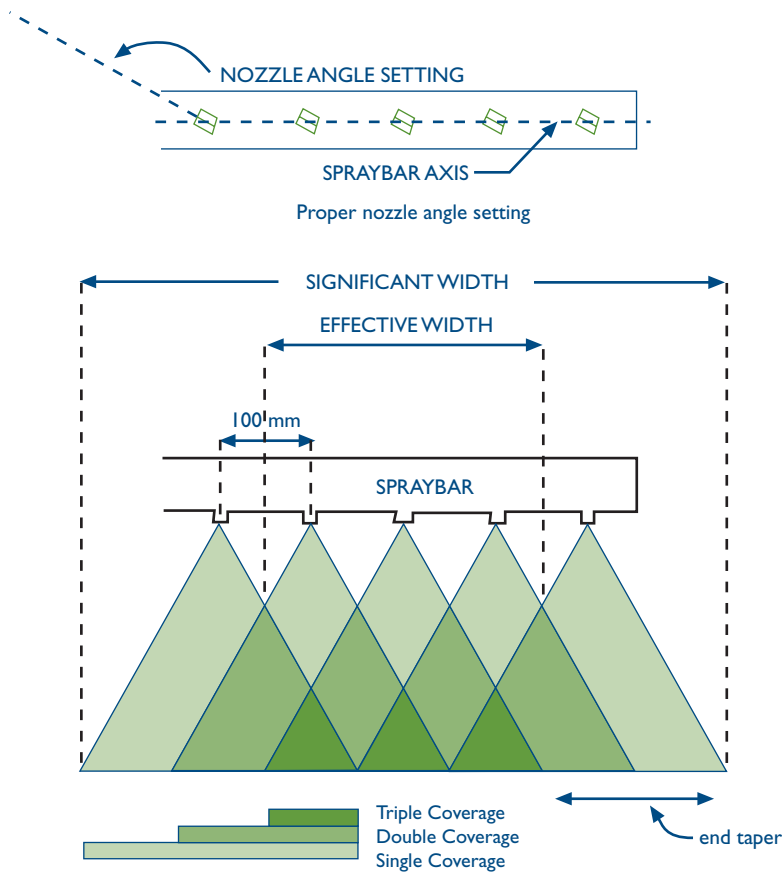 NOZZLE ANGLE SETTING
SPRAYBAR AXIS
Proper nozzle angle setting
SIGNIFICANT WIDTH
EFFECTIVE WIDTH
100 mm
SPRAYBAR
Triple Coverage
Double Coverage
end taper
Single Coverage